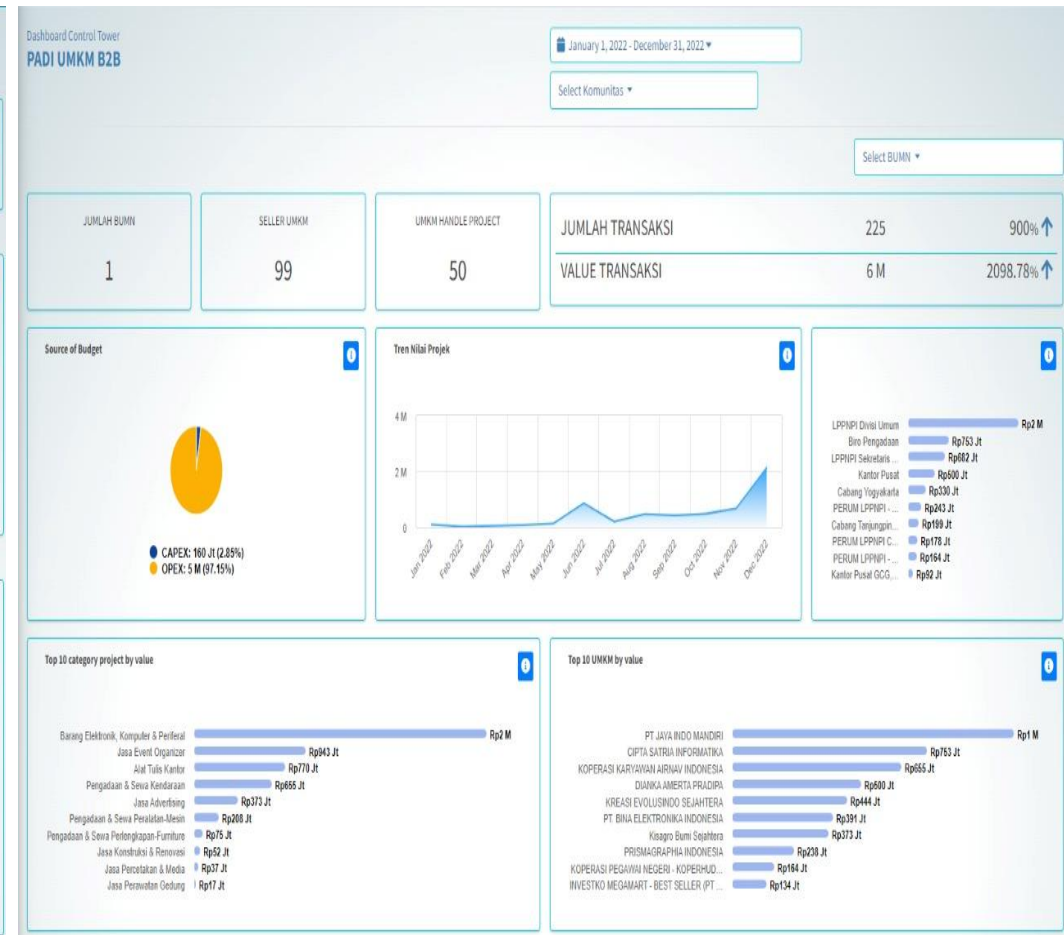 Dashboard Control Tower
PADI UMKM B2B
January 1, 2022 - December 31, 2022
Select Komunitas
Select BUMN
JUMLAH BUMN
1
SELLER UMKM
99
UMKM HANDLE PROJECT
50
JUMLAH TRANSAKSI 225 900%
VALUE TRANSAKSI 6 M 2098.78%
Source of Budget
CAPEX: 160 Jt (2.85%)
OPEX: 5 M (97.15%)
Tren Nilai Projek
4 M
2 M
0
Jan 2022
Feb 2022
Mar 2022
Apr 2022
May 2022
Jun 2022
Jul 2022
Aug 2022
Sep 2022
Oct 2022
Nov 2022
Dec 2022
LPPNPI Divisi Umum Rp2 M
Biro Pengadaan Rp753 Jt
LPPNPI Sekretaris ... Rp682 Jt
Kantor Pusat Rp500 Jt
Cabang Yogyakarta Rp330 Jt
PERUM LPPNPI - ... Rp243 Jt
Cabang Tanjungpin... Rp199 Jt
PERUM LPPNPI C... Rp178 Jt
PERUM LPPNPI - ... Rp164 Jt
Kantor Pusat GCG, ... Rp92 Jt
Top 10 category project by value
Barang Elektronik, Komputer & Periferal Rp2 M
Jasa Event Organizer Rp943 Jt
Alat Tulis Kantor Rp770 Jt
Pengadaan & Sewa Kendaraan Rp655 Jt
Jasa Advertising Rp373 Jt
Pengadaan & Sewa Peralatan-Mesin Rp208 Jt
Pengadaan & Sewa Perlengkapan-Furniture Rp75 Jt
Jasa Konstruksi & Renovasi Rp52 Jt
Jasa Percetakan & Media Rp37 Jt
Jasa Perawatan Gedung Rp17 Jt
Top 10 UMKM by value
PT JAYA INDO MANDIRI Rp1 M
CIPTA SATRIA INFORMATIKA Rp753 Jt
KOPERASI KARYAWAN AIRNAV INDONESIA Rp655 Jt
DIANKA AMERTA PRADIPA Rp500 Jt
KREASI EVOLUSINDO SEJAHTERA Rp444 Jt
PT. BINA ELEKTRONIKA INDONESIA Rp391 Jt
Kisagro Bumi Sejahtera Rp373 Jt
PRISMAGRAPHIA INDONESIA Rp238 Jt
KOPERASI PEGAWAI NEGERI - KOPERHUD... Rp164 Jt
INVESTKO MEGAMART - BEST SELLER (PT ... Rp134 Jt